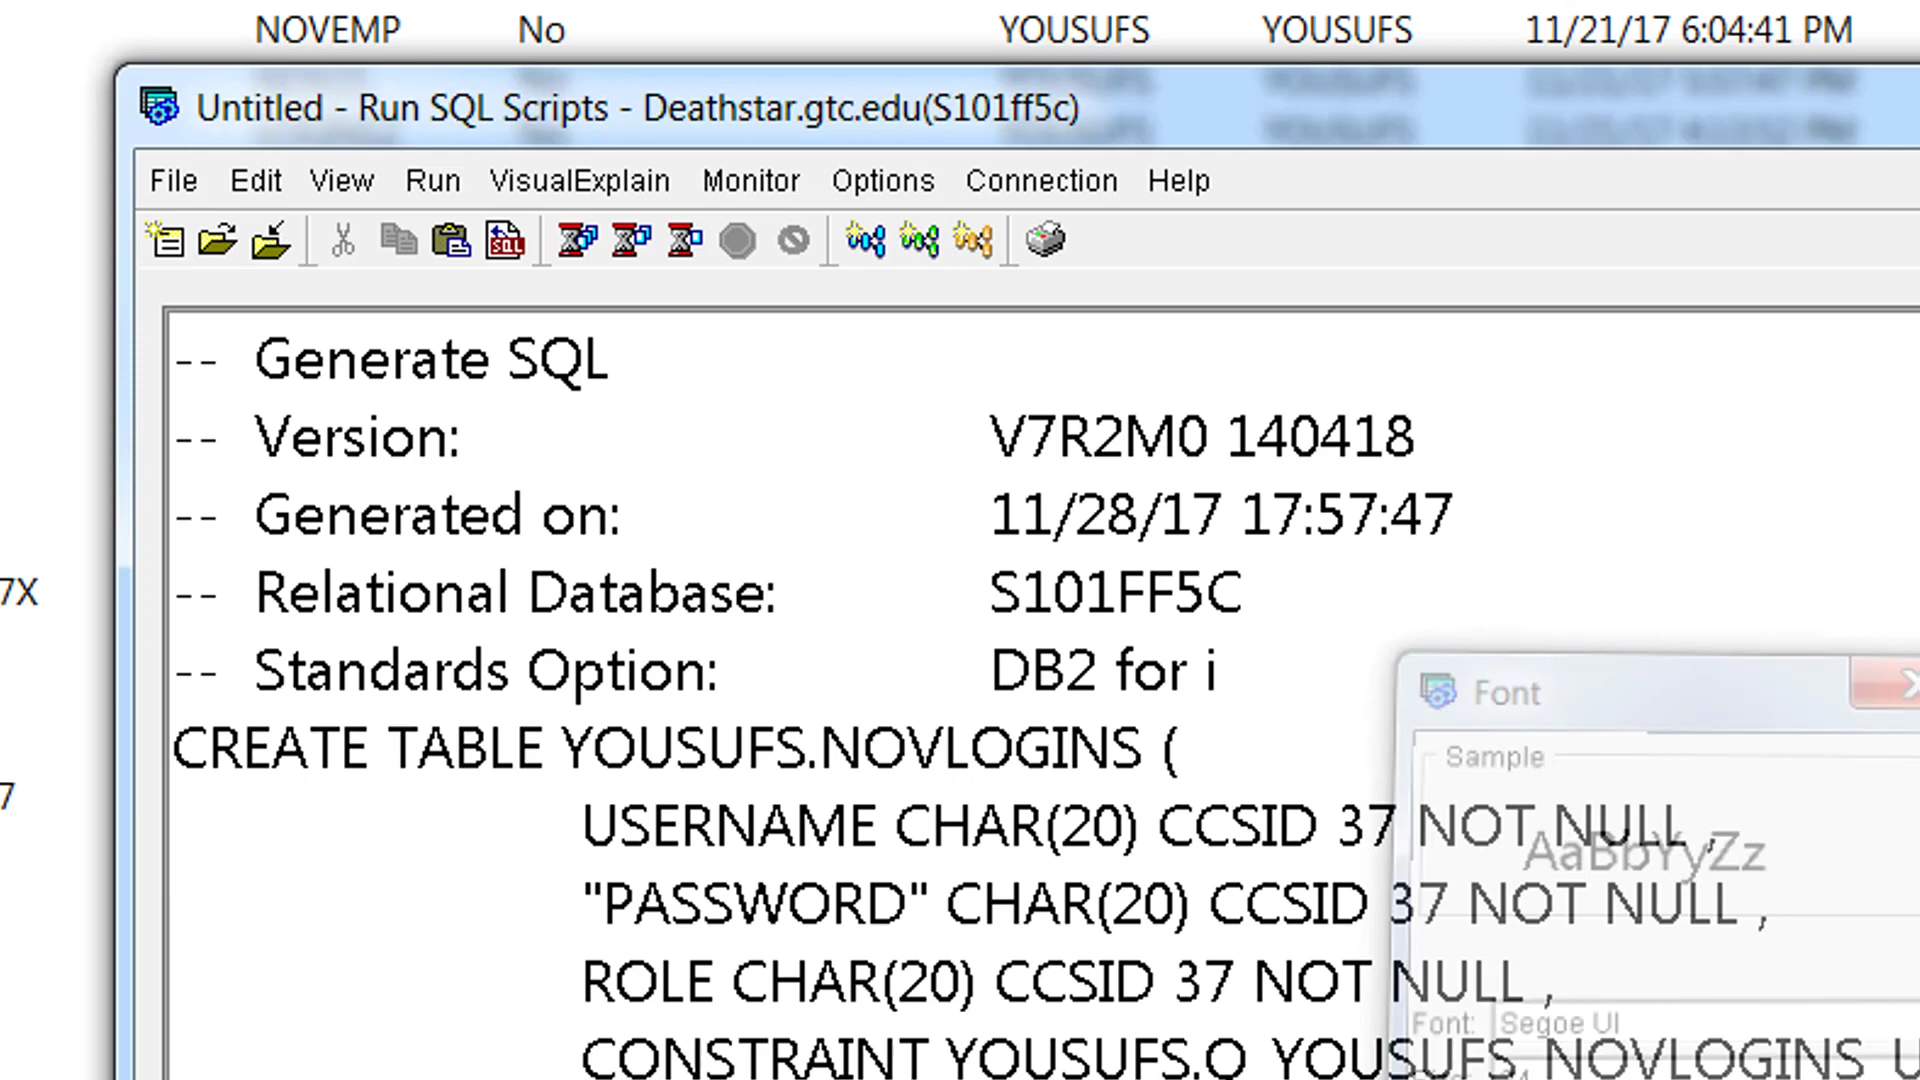 NOVEMP No YOUSUFS YOUSUFS 11/21/17 6:04:41 PM
Untitled - Run SQL Scripts - Deathstar.gtc.edu(S101ff5c)
File Edit View Run VisualExplain Monitor Options Connection Help
SQL
-- Generate SQL
-- Version: V7R2M0 140418
-- Generated on: 11/28/17 17:57:47
7X
-- Relational Database: S101FF5C
-- Standards Option: DB2 for i
Font
CREATE TABLE YOUSUFS.NOVLOGINS (
Sample
7
USERNAME CHAR(20) CCSID 37 NOT NULL ,
AaBbYyZz
"PASSWORD" CHAR(20) CCSID 37 NOT NULL ,
ROLE CHAR(20) CCSID 37 NOT NULL ,
Font: Segoe UI
CONSTRAINT YOUSUFS.Q_YOUSUFS_NOVLOGINS_U